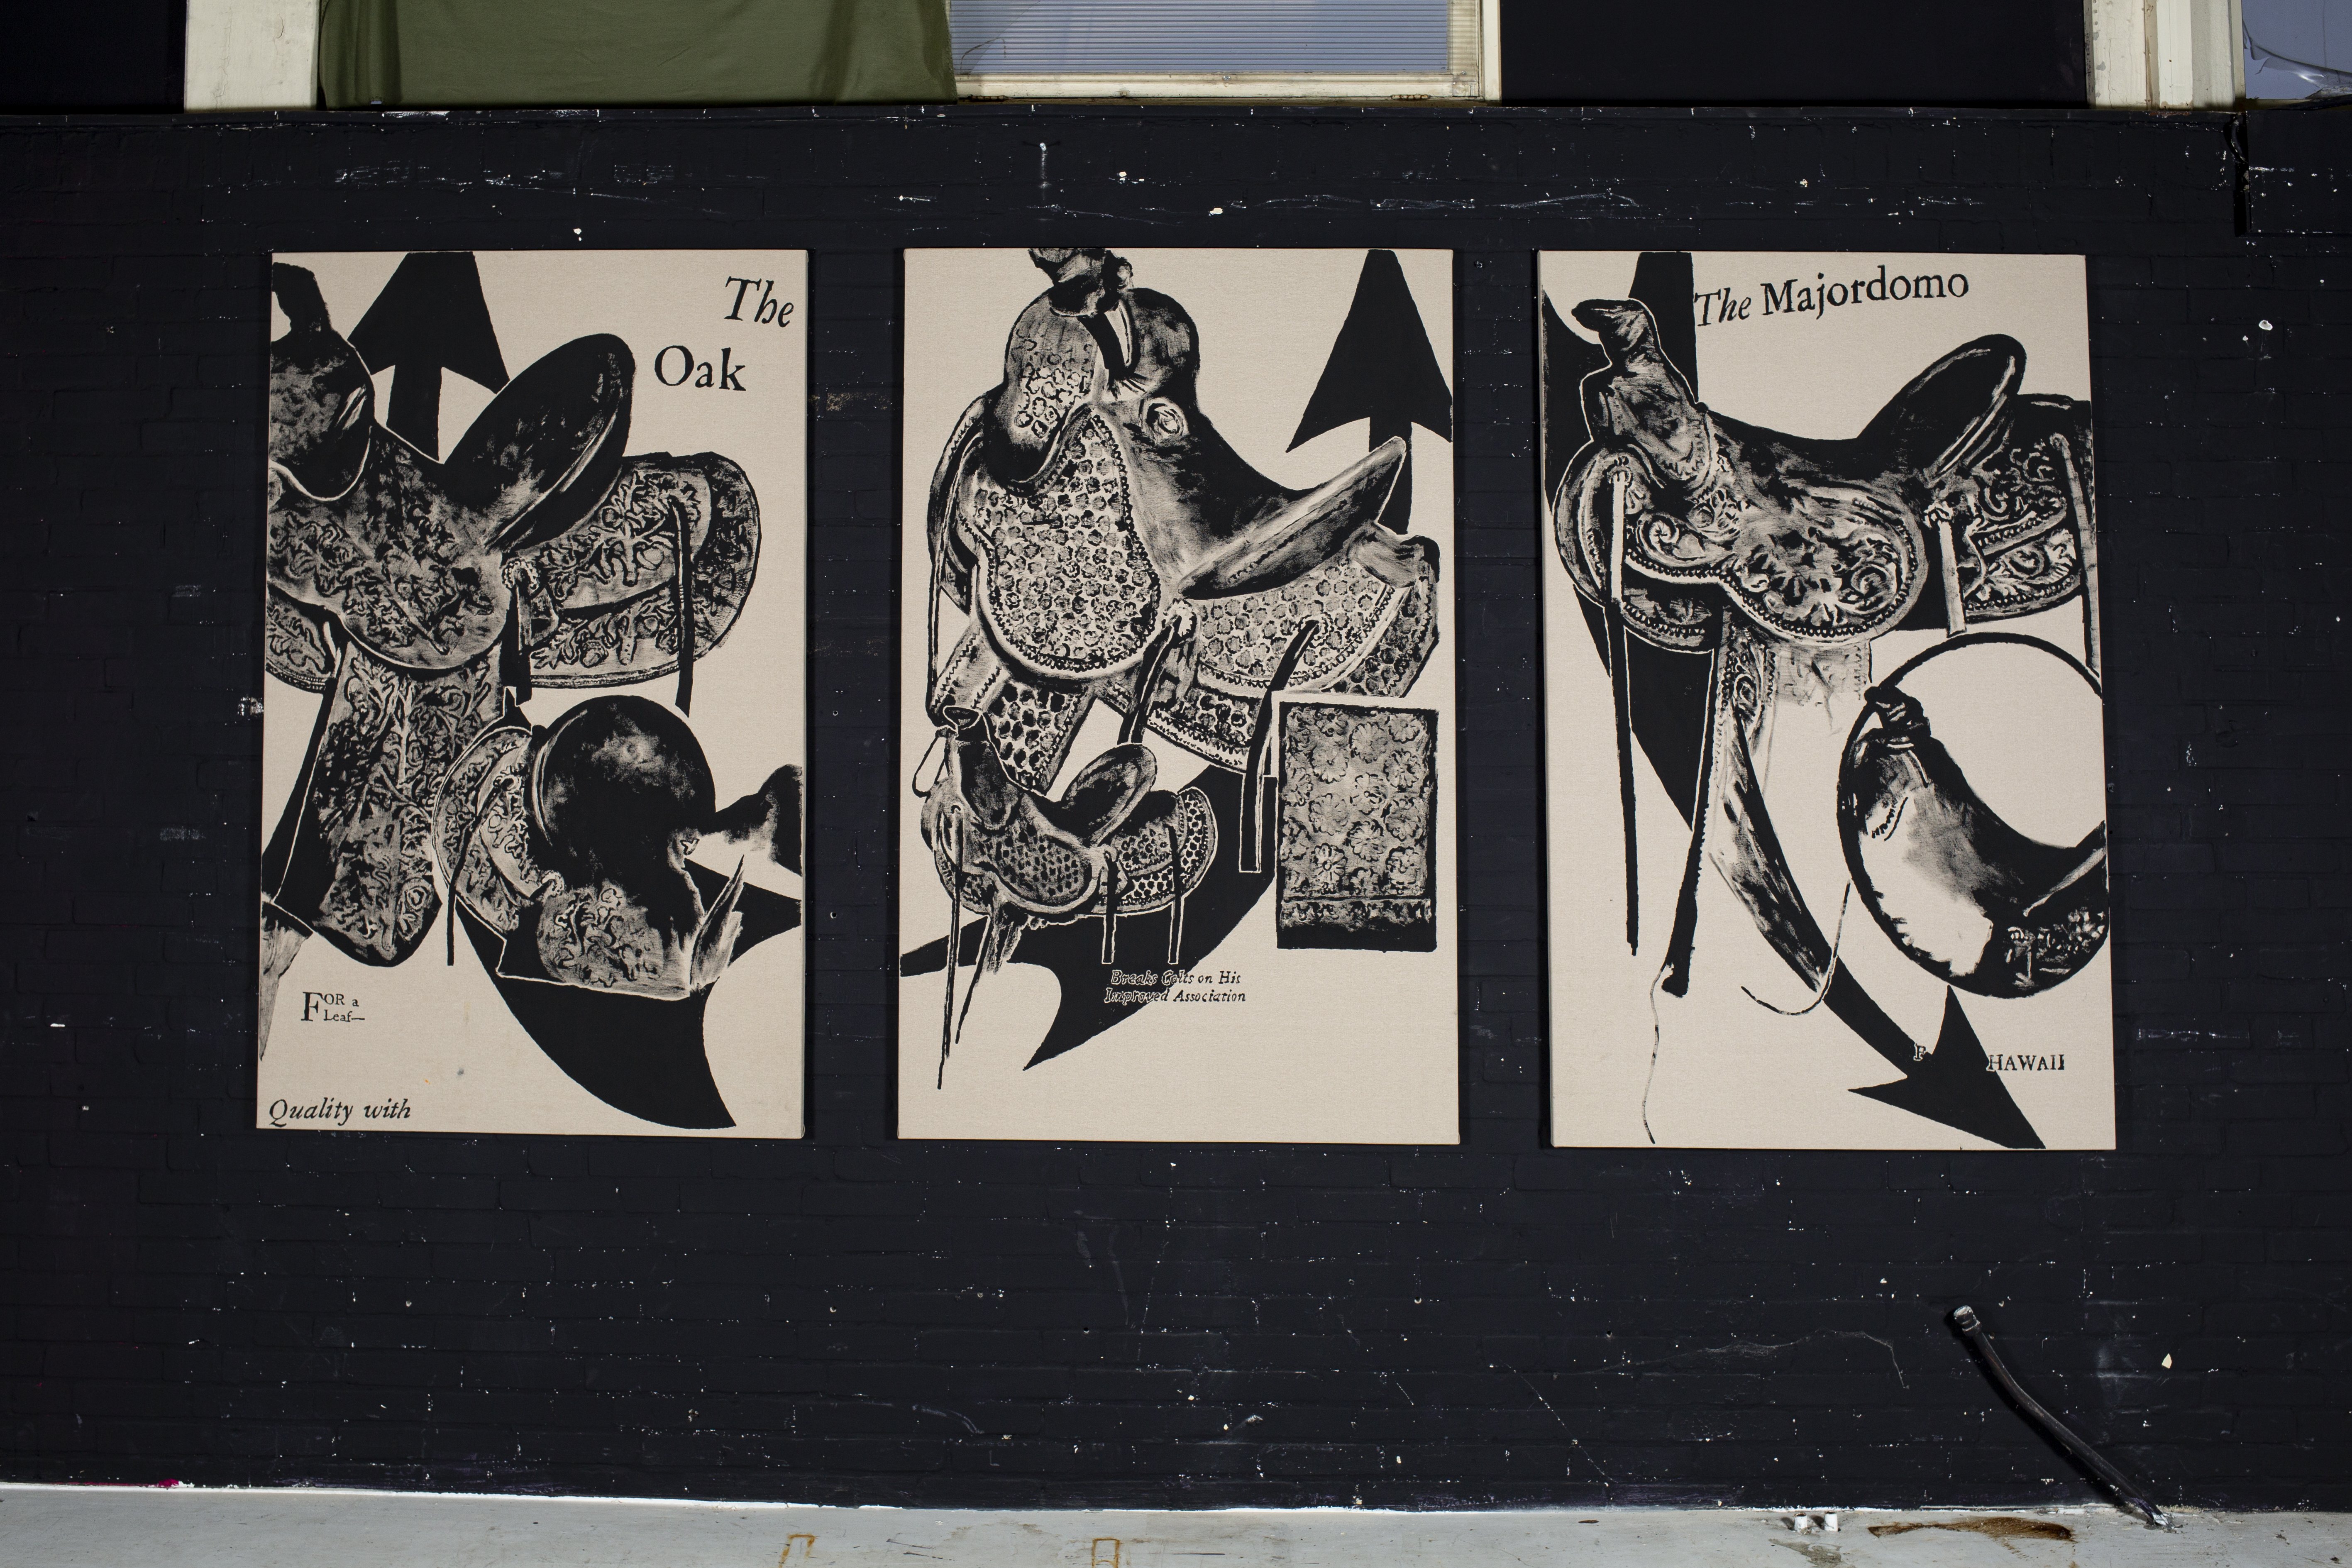 The
Oak
FOR a
Leaf—
Quality with
Breaks Colts on His
Improved Association
The Majordomo
HAWAII